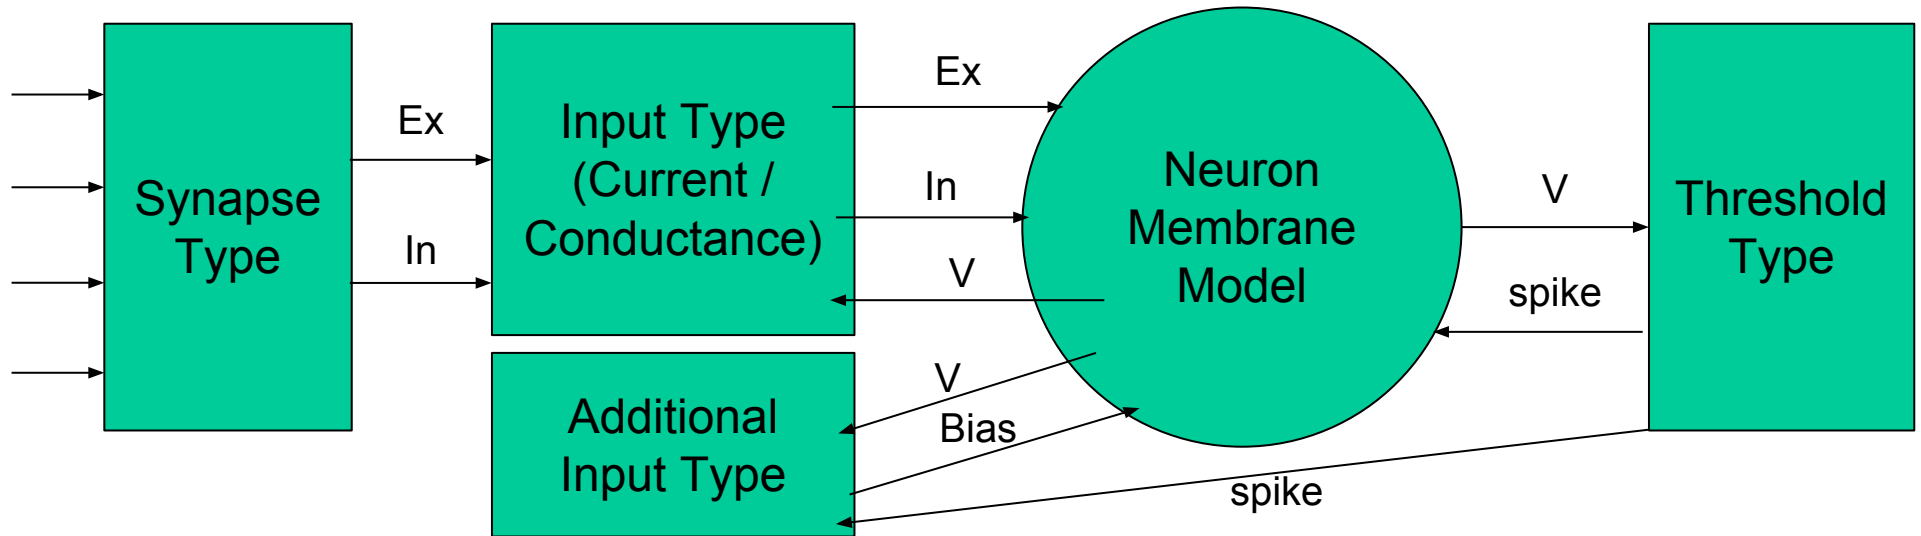 Synapse
Type
Ex
In
Input Type
(Current /
Conductance)
Ex
In
V
Additional
Input Type
V
Bias
Neuron
Membrane
Model
V
spike
spike
Threshold
Type